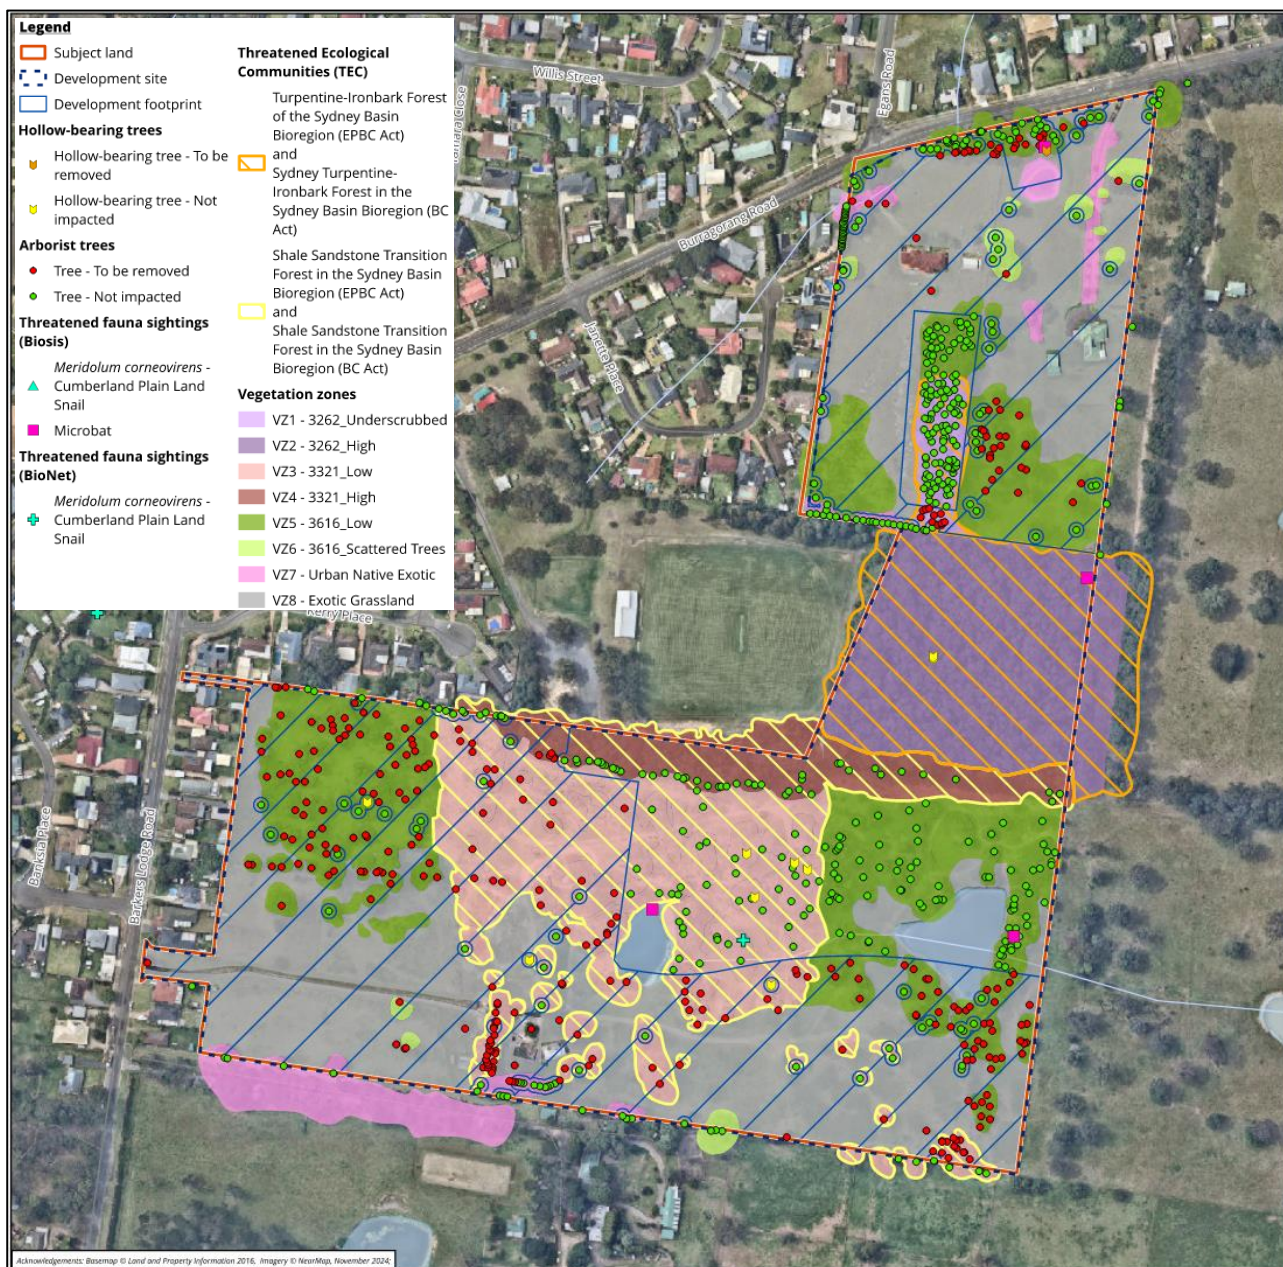 Legend
Subject land
Development site
Development footprint
Hollow-bearing trees
Hollow-bearing tree - To be
removed
Hollow-bearing tree - Not
impacted
Arborist trees
Tree - To be removed
Tree - Not impacted
Threatened fauna sightings
(Biosis)
Meridolum corneovirens -
Cumberland Plain Land
Snail
Microbat
Threatened fauna sightings
(BioNet)
Meridolum corneovirens -
Cumberland Plain Land
Snail
Threatened Ecological
Communities (TEC)
Turpentine-Ironbark Forest
of the Sydney Basin
Bioregion (EPBC Act)
and
Sydney Turpentine-
Ironbark Forest in the
Sydney Basin Bioregion (BC
Act)
Shale Sandstone Transition
Forest in the Sydney Basin
Bioregion (EPBC Act)
and
Shale Sandstone Transition
Forest in the Sydney Basin
Bioregion (BC Act)
Vegetation zones
VZ1 - 3262_Underscrubbed
VZ2 - 3262_High
VZ3 - 3321_Low
VZ4 - 3321_High
VZ5 - 3616_Low
VZ6 - 3616_Scattered Trees
VZ7 - Urban Native Exotic
VZ8 - Exotic Grassland
Willis Street
Egans Road
Close
Burragorang Road
Janette Place
Kerry Place
Banksia Place
Barkers Lodge Road
Acknowledgements: Basemap © Land and Property Information 2016, Imagery © NearMap, November 2024;